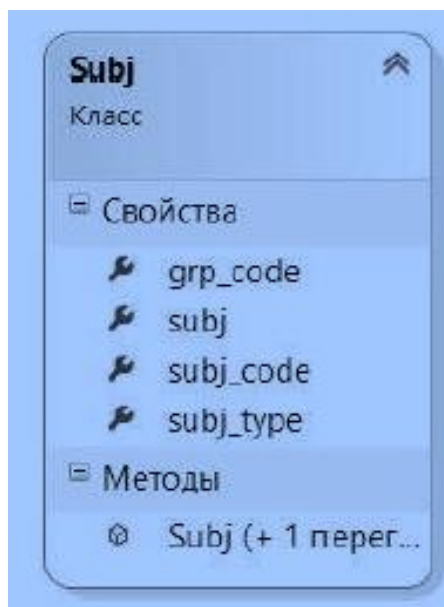 Subj
Класс
Свойства
grp_code
subj
subj_code
subj_type
Методы
Subj (+ 1 перег...